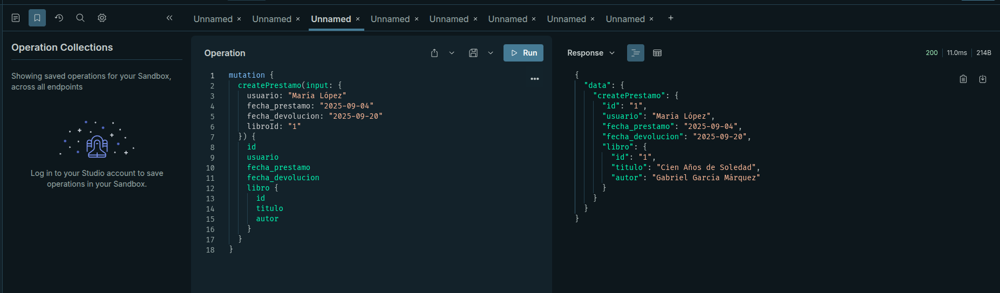 Unnamed × Unnamed × Unnamed × Unnamed × Unnamed × Unnamed × Unnamed × Unnamed × +
Operation Collections
Showing saved operations for your Sandbox,
across all endpoints
Log in to your Studio account to save
operations in your Sandbox.
Operation
Run
1 mutation {
2 createPrestamo(input: {
3 usuario: "María López"
4 fecha_prestamo: "2025-09-04"
5 fecha_devolucion: "2025-09-20"
6 libroId: "1"
7 }) {
8 id
9 usuario
10 fecha_prestamo
11 fecha_devolucion
12 libro {
13 id
14 titulo
15 autor
16 }
17 }
18 }
Response
200 11.0ms 214B
{
"data": {
"createPrestamo": {
"id": "1",
"usuario": "María López",
"fecha_prestamo": "2025-09-04",
"fecha_devolucion": "2025-09-20",
"libro": {
"id": "1",
"titulo": "Cien Años de Soledad",
"autor": "Gabriel García Márquez"
}
}
}
}